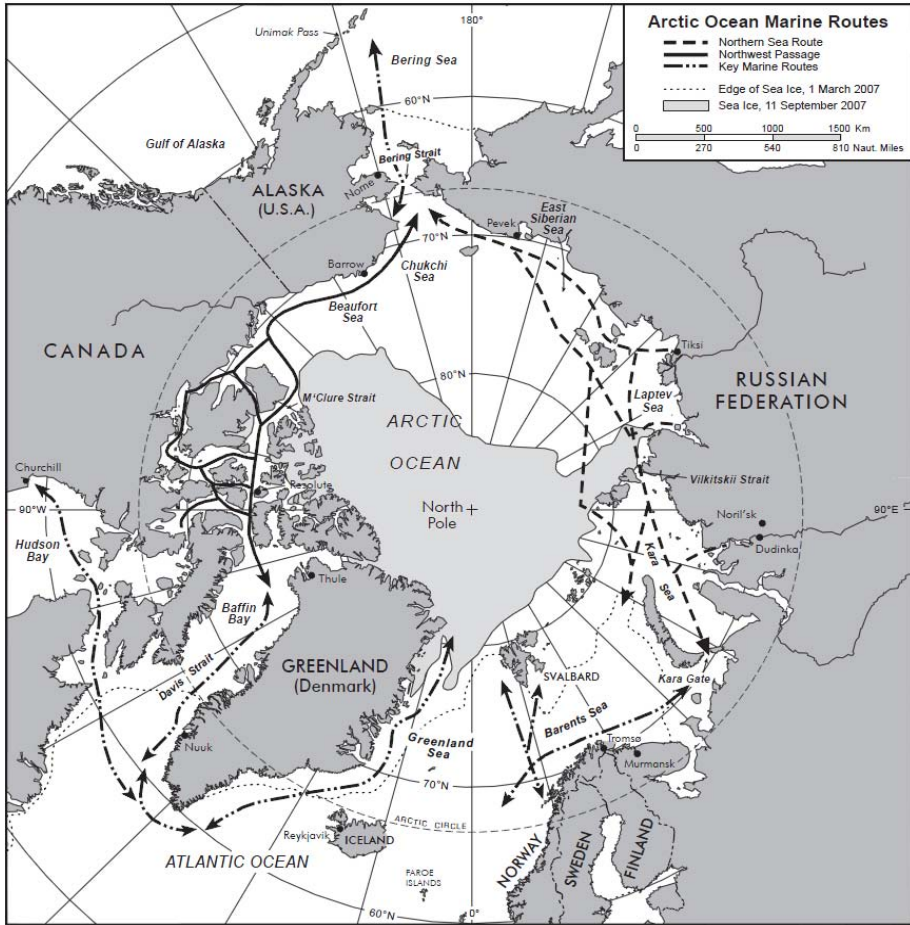 180°
Unimak Pass
Bering Sea
60°N
Gulf of Alaska
Bering Strait
Nome
ALASKA
(U.S.A.)
Arctic Ocean Marine Routes
Northern Sea Route
Northwest Passage
Key Marine Routes
Edge of Sea Ice, 1 March 2007
Sea Ice, 11 September 2007
0 500 1000 1500 Km
0 270 540 810 Naut. Miles
Pevek
East
Siberian
Sea
70°N
Barrow
Chukchi
Sea
Beaufort
Sea
CANADA
80°N
Tiksi
RUSSIAN
FEDERATION
Laptev
Sea
M'Clure Strait
ARCTIC
OCEAN
Churchill
Resolute
Vilkitskii Strait
90°W
North
Pole
Noril'sk
90°E
Dudinka
Hudson
Bay
Kara
Sea
Thule
Baffin
Bay
GREENLAND
(Denmark)
Davis Strait
SVALBARD
Kara Gate
Barents Sea
Nuuk
Greenland
Sea
Tromsø
Murmansk
70°N
ARCTIC CIRCLE
Reykjavik
ICELAND
ATLANTIC OCEAN
NORWAY
SWEDEN
FINLAND
FAROE
ISLANDS
60°N
0°